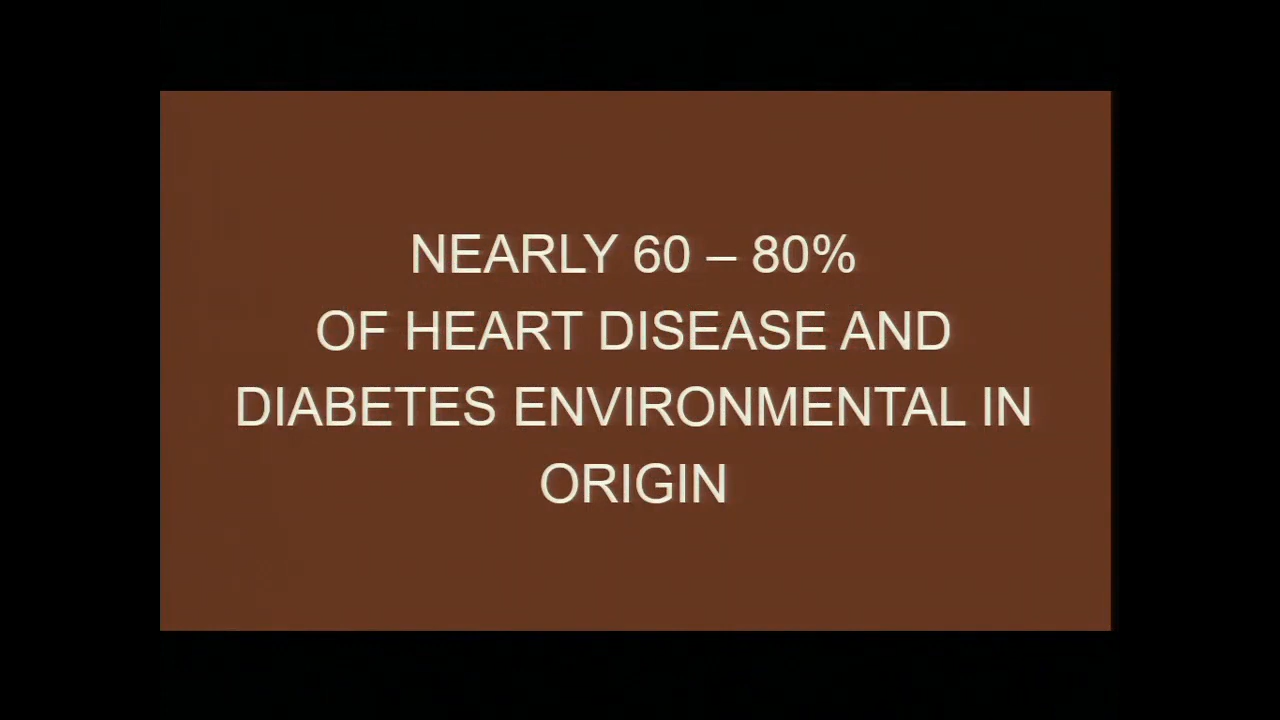 NEARLY 60 – 80%
OF HEART DISEASE AND
DIABETES ENVIRONMENTAL IN
ORIGIN